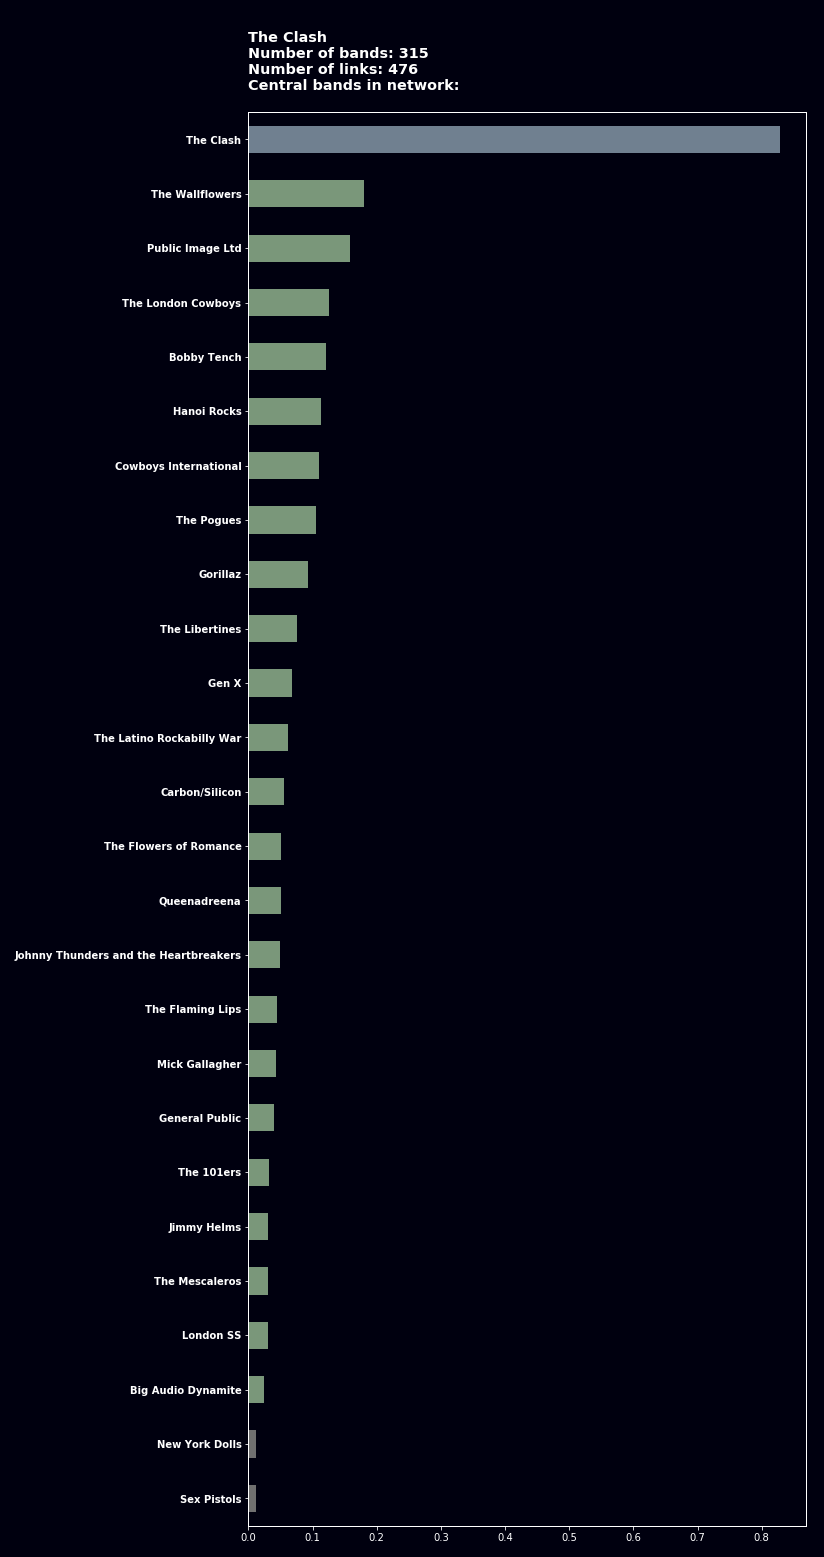 The Clash
Number of bands: 315
Number of links: 476
Central bands in network:
The Clash
The Wallflowers
Public Image Ltd
The London Cowboys
Bobby Tench
Hanoi Rocks
Cowboys International
The Pogues
Gorillaz
The Libertines
Gen X
The Latino Rockabilly War
Carbon/Silicon
The Flowers of Romance
Queenadreena
Johnny Thunders and the Heartbreakers
The Flaming Lips
Mick Gallagher
General Public
The 101ers
Jimmy Helms
The Mescaleros
London SS
Big Audio Dynamite
New York Dolls
Sex Pistols
0.0 0.1 0.2 0.3 0.4 0.5 0.6 0.7 0.8